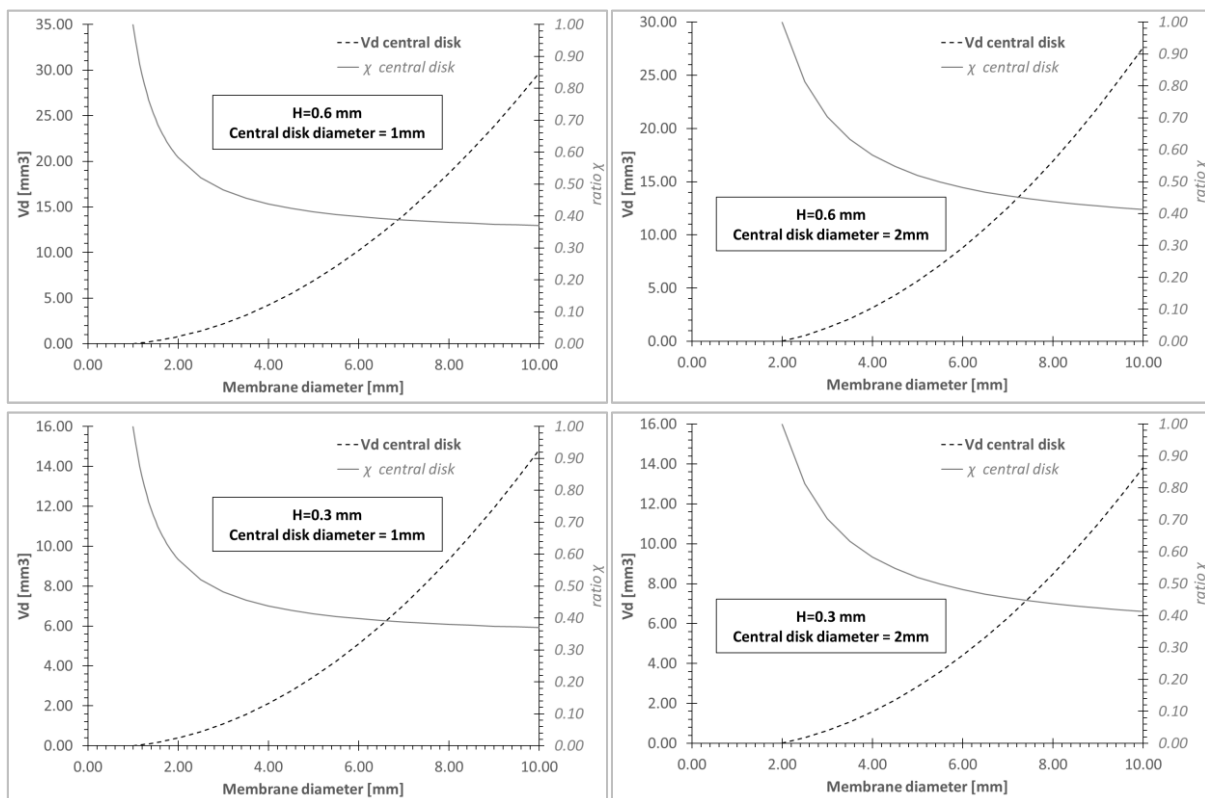 35.00
30.00
25.00
20.00
15.00
10.00
5.00
0.00
Vd [mm3]
1.00
0.90
0.80
0.70
0.60
0.50
0.40
0.30
0.20
0.10
0.00
ratio χ
Vd central disk
χ central disk
H=0.6 mm
Central disk diameter = 1mm
0.00 2.00 4.00 6.00 8.00 10.00
Membrane diameter [mm]
30.00
25.00
20.00
15.00
10.00
5.00
0.00
Vd [mm3]
1.00
0.90
0.80
0.70
0.60
0.50
0.40
0.30
0.20
0.10
0.00
ratio χ
Vd central disk
χ central disk
H=0.6 mm
Central disk diameter = 2mm
0.00 2.00 4.00 6.00 8.00 10.00
Membrane diameter [mm]
16.00
14.00
12.00
10.00
8.00
6.00
4.00
2.00
0.00
Vd [mm3]
1.00
0.90
0.80
0.70
0.60
0.50
0.40
0.30
0.20
0.10
0.00
ratio χ
Vd central disk
χ central disk
H=0.3 mm
Central disk diameter = 1mm
0.00 2.00 4.00 6.00 8.00 10.00
Membrane diameter [mm]
16.00
14.00
12.00
10.00
8.00
6.00
4.00
2.00
0.00
Vd [mm3]
1.00
0.90
0.80
0.70
0.60
0.50
0.40
0.30
0.20
0.10
0.00
ratio χ
Vd central disk
χ central disk
H=0.3 mm
Central disk diameter = 2mm
0.00 2.00 4.00 6.00 8.00 10.00
Membrane diameter [mm]